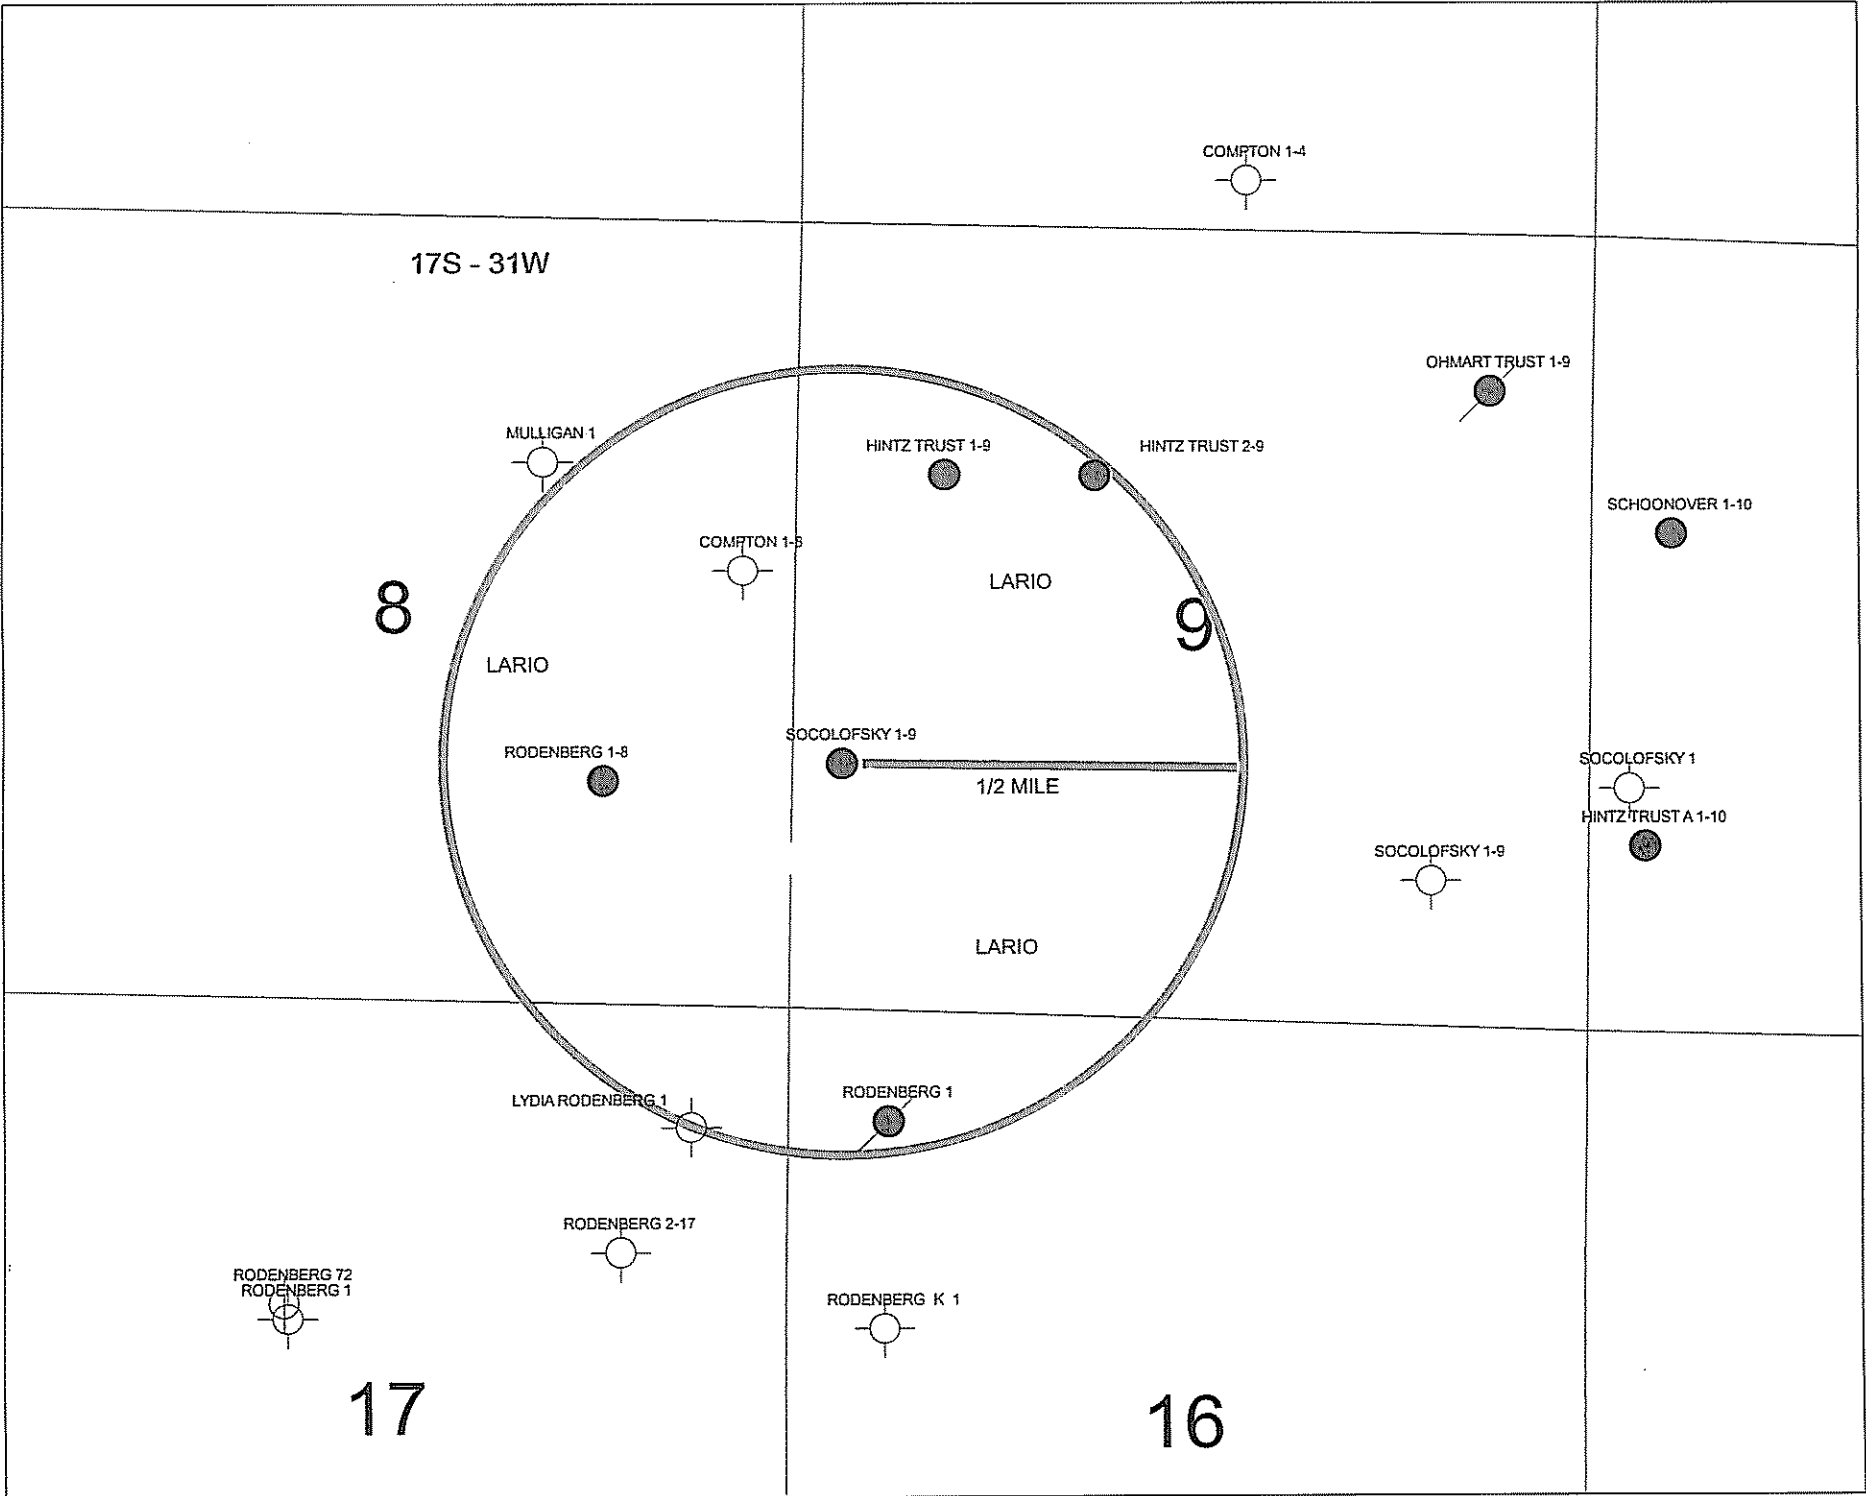 COMPTON 1-4
17S - 31W
OHMART TRUST 1-9
MULLIGAN 1
HINTZ TRUST 1-9
HINTZ TRUST 2-9
SCHOONOVER 1-10
COMPTON 1-8
LARIO
8
9
LARIO
SOCOLOFSKY 1-9
RODENBERG 1-8
1/2 MILE
SOCOLOFSKY 1
HINTZ TRUST A 1-10
SOCOLOFSKY 1-9
LARIO
RODENBERG 1
LYDIA RODENBERG 1
RODENBERG 2-17
RODENBERG 72
RODENBERG 1
RODENBERG K 1
17
16